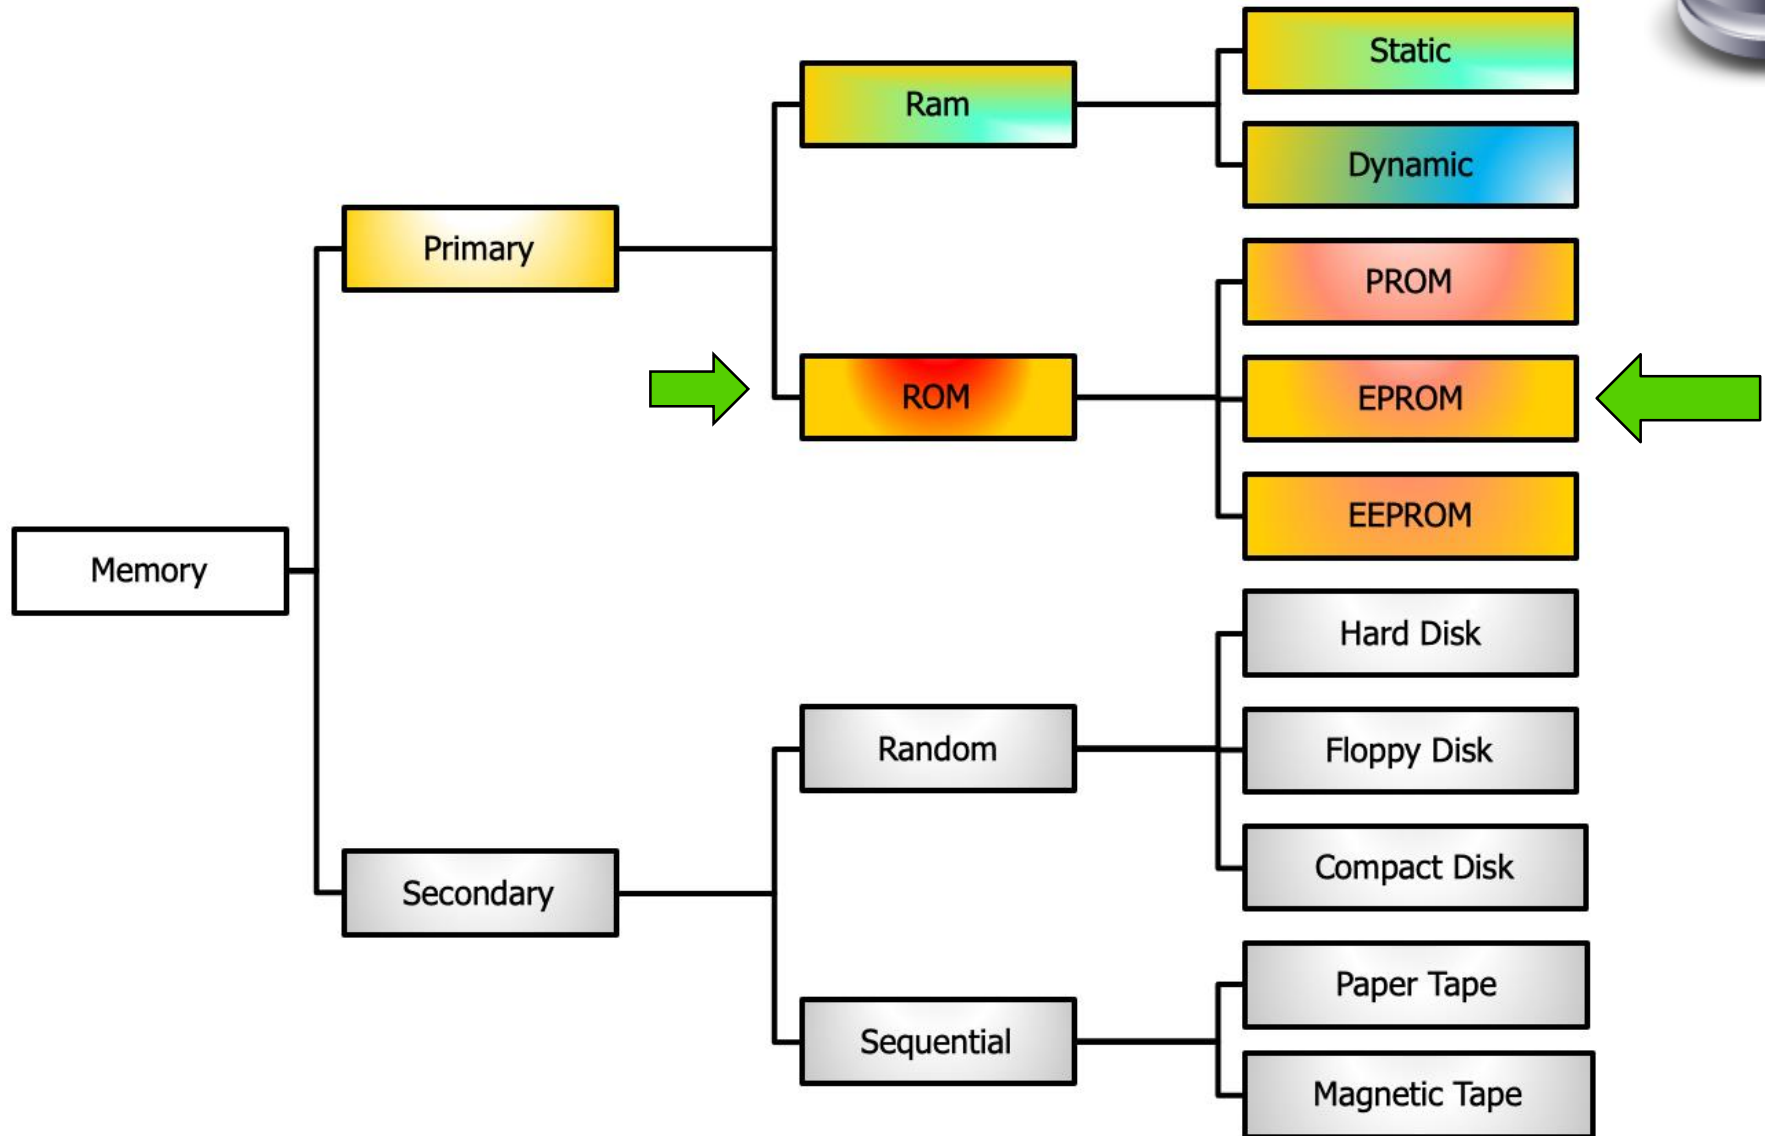 Static
Ram
Dynamic
Primary
PROM
ROM
EPROM
EEPROM
Memory
Hard Disk
Random
Floppy Disk
Compact Disk
Secondary
Paper Tape
Sequential
Magnetic Tape